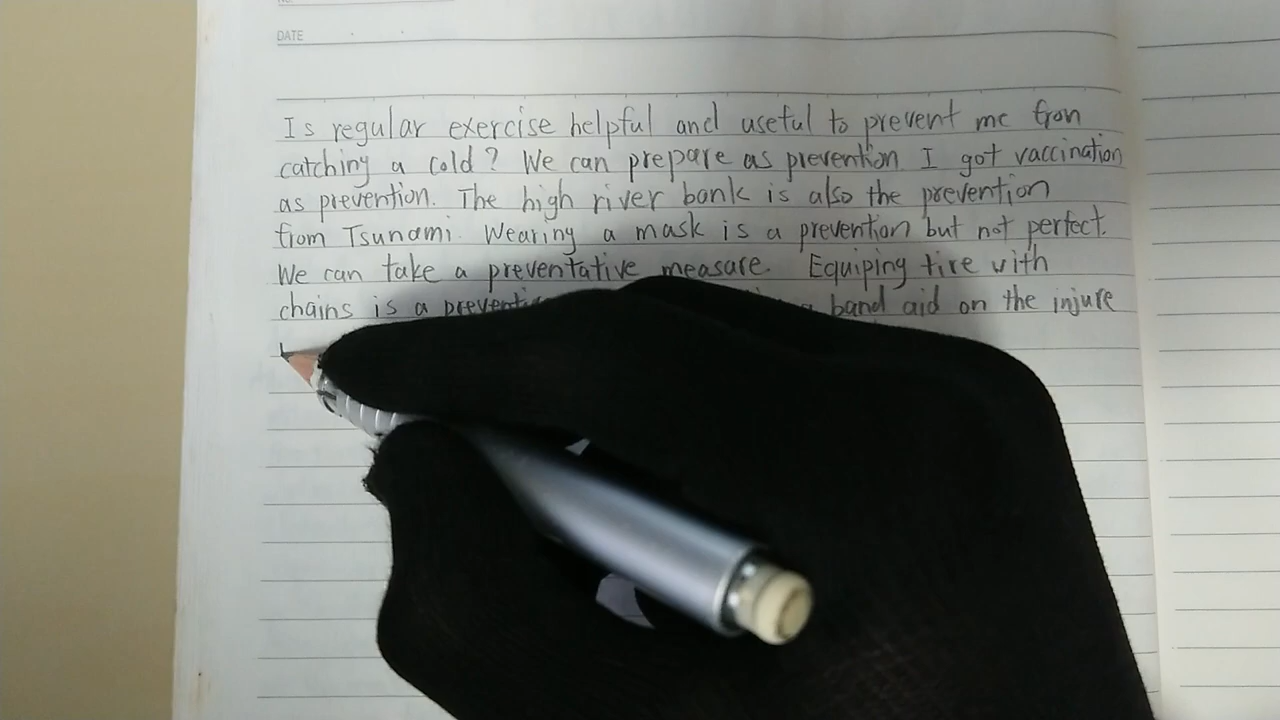 DATE
Is regular exercise helpful and useful to prevent me from
catching a cold? We can prepare as prevention. I got vaccination
as prevention. The high river bank is also the prevention
from Tsunami. Wearing a mask is a prevention but not perfect.
We can take a preventative measure. Equiping tire with
chains is a band aid on the injure